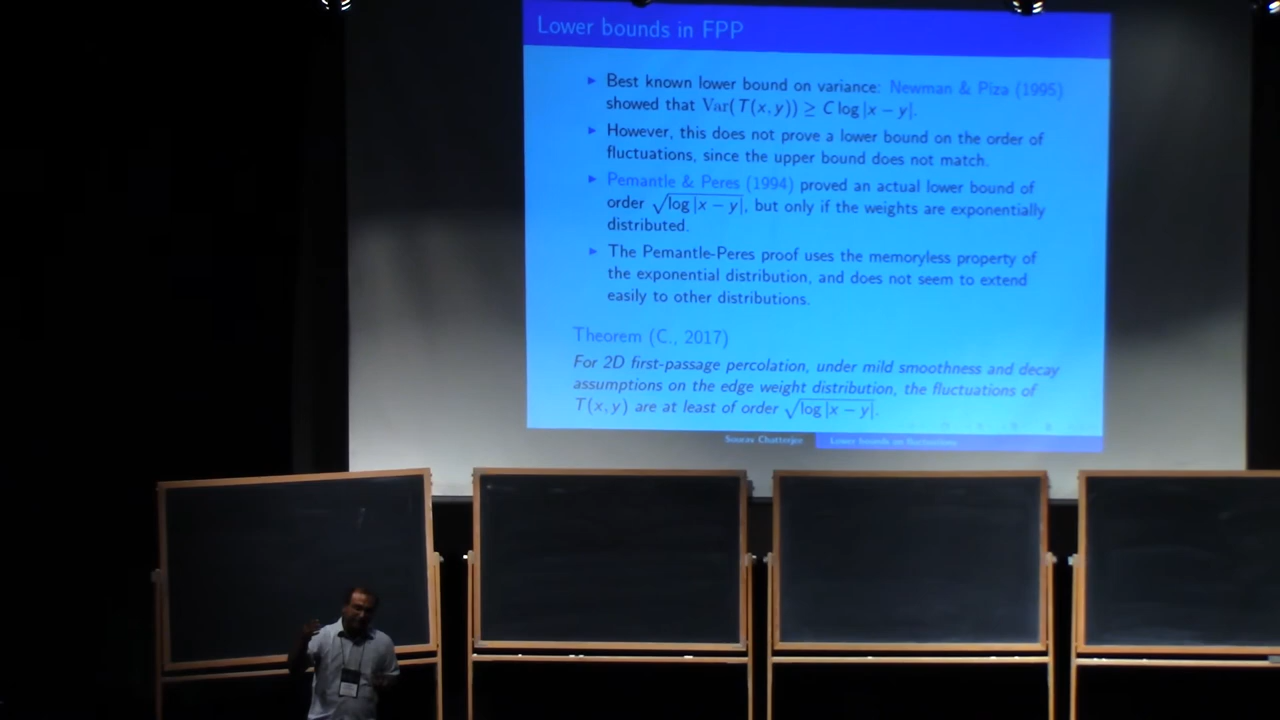 Lower bounds in FPP
▶ Best known lower bound on variance: Newman & Piza (1995)
showed that Var(T(x, y)) ≥ C log|x − y|.
▶ However, this does not prove a lower bound on the order of
fluctuations, since the upper bound does not match.
▶ Pemantle & Peres (1994) proved an actual lower bound of
order √log|x − y|, but only if the weights are exponentially
distributed.
▶ The Pemantle-Peres proof uses the memoryless property of
the exponential distribution, and does not seem to extend
easily to other distributions.
Theorem (C., 2017)
For 2D first-passage percolation, under mild smoothness and decay
assumptions on the edge weight distribution, the fluctuations of
T(x, y) are at least of order √log|x − y|.
Sourav Chatterjee Lower bounds on fluctuations